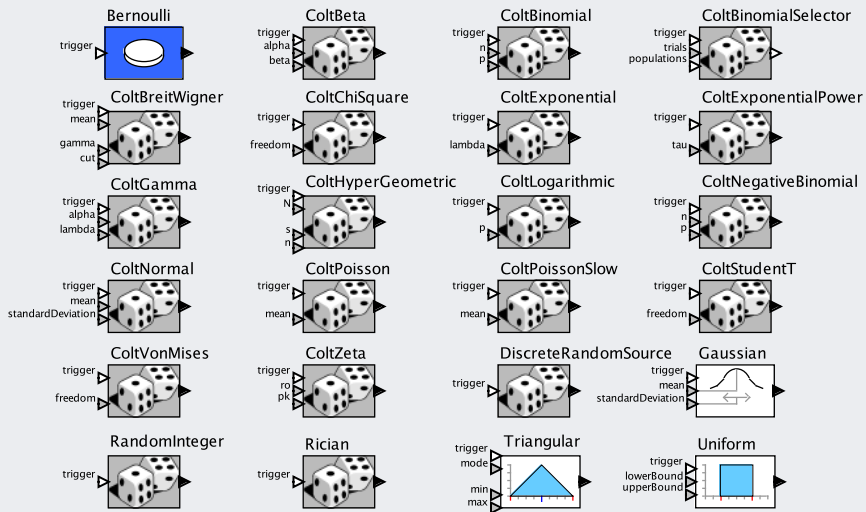 Bernoulli
trigger
ColtBeta
trigger
alpha
beta
ColtBinomial
trigger
n
p
ColtBinomialSelector
trigger
trials
populations
ColtBreitWigner
trigger
mean
gamma
cut
ColtChiSquare
trigger
freedom
ColtExponential
trigger
lambda
ColtExponentialPower
trigger
tau
ColtGamma
trigger
alpha
lambda
ColtHyperGeometric
trigger
N
s
n
ColtLogarithmic
trigger
p
ColtNegativeBinomial
trigger
n
p
ColtNormal
trigger
mean
standardDeviation
ColtPoisson
trigger
mean
ColtPoissonSlow
trigger
mean
ColtStudentT
trigger
freedom
ColtVonMises
trigger
freedom
ColtZeta
trigger
ro
pk
DiscreteRandomSource
trigger
Gaussian
trigger
mean
standardDeviation
RandomInteger
trigger
Rician
trigger
Triangular
trigger
mode
min
max
Uniform
trigger
lowerBound
upperBound